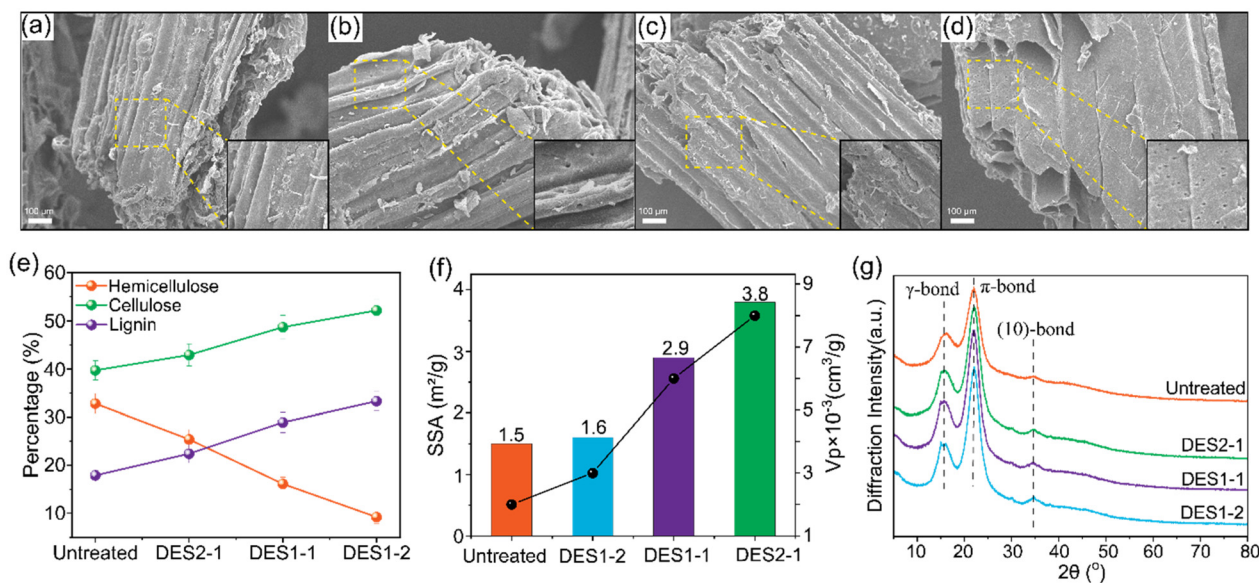 (a)
(b)
(c)
(d)
100 μm
100 μm
100 μm
100 μm
(e)
60
50
40
30
20
10
Percentage (%)
Hemicellulose
Cellulose
Lignin
Untreated DES2-1 DES1-1 DES1-2
(f)
4
3
2
1
0
SSA (m²/g)
1.5
1.6
2.9
3.8
9
7
5
3
1
Vp×10⁻³(cm³/g)
Untreated DES1-2 DES1-1 DES2-1
(g)
Diffraction Intensity(a.u.)
γ-bond
π-bond
(10)-bond
Untreated
DES2-1
DES1-1
DES1-2
10 20 30 40 50 60 70 80
2θ (°)